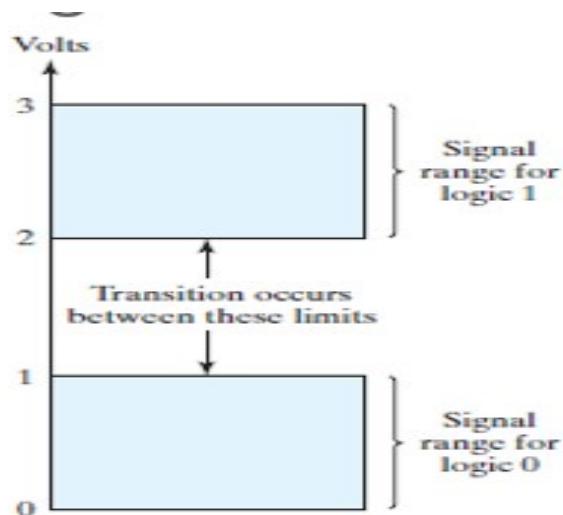 Volts
3
Signal
range for
logic 1
2
Transition occurs
between these limits
1
Signal
range for
logic 0
0